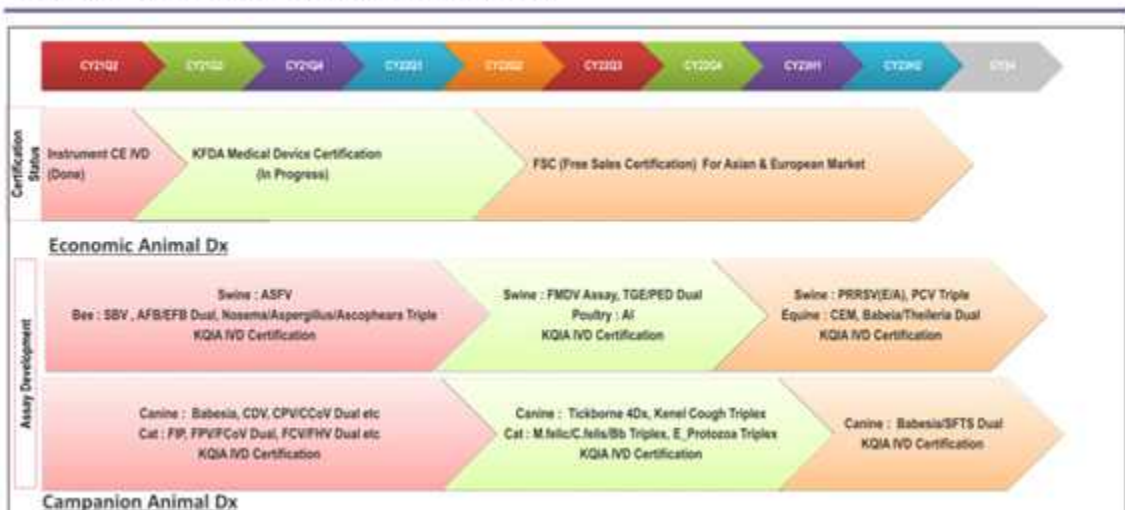 CY21Q2 CY21Q3 CY21Q4 CY22Q1 CY22Q2 CY22Q3 CY22Q4 CY23H1 CY23H2 CY24
Certification
Status
Instrument CE IVD
(Done)
KFDA Medical Device Certification
(In Progress)
FSC (Free Sales Certification) For Asian & European Market
Economic Animal Dx
Assay Development
Swine : ASFV
Bee : SBV , AFB/EFB Dual, Nosema/Aspergillus/Ascophears Triple
KQIA IVD Certification
Swine : FMDV Assay, TGE/PED Dual
Poultry : AI
KQIA IVD Certification
Swine : PRRSV(E/A), PCV Triple
Equine : CEM, Babeia/Theileria Dual
KQIA IVD Certification
Canine : Babesia, CDV, CPV/CCoV Dual etc
Cat : FIP, FPV/FCoV Dual, FCV/FHV Dual etc
KQIA IVD Certification
Canine : Tickborne 4Dx, Kenel Cough Triplex
Cat : M.felic/C.felis/Bb Triplex, E_Protozoa Triplex
KQIA IVD Certification
Canine : Babesia/SFTS Dual
KQIA IVD Certification
Campanion Animal Dx